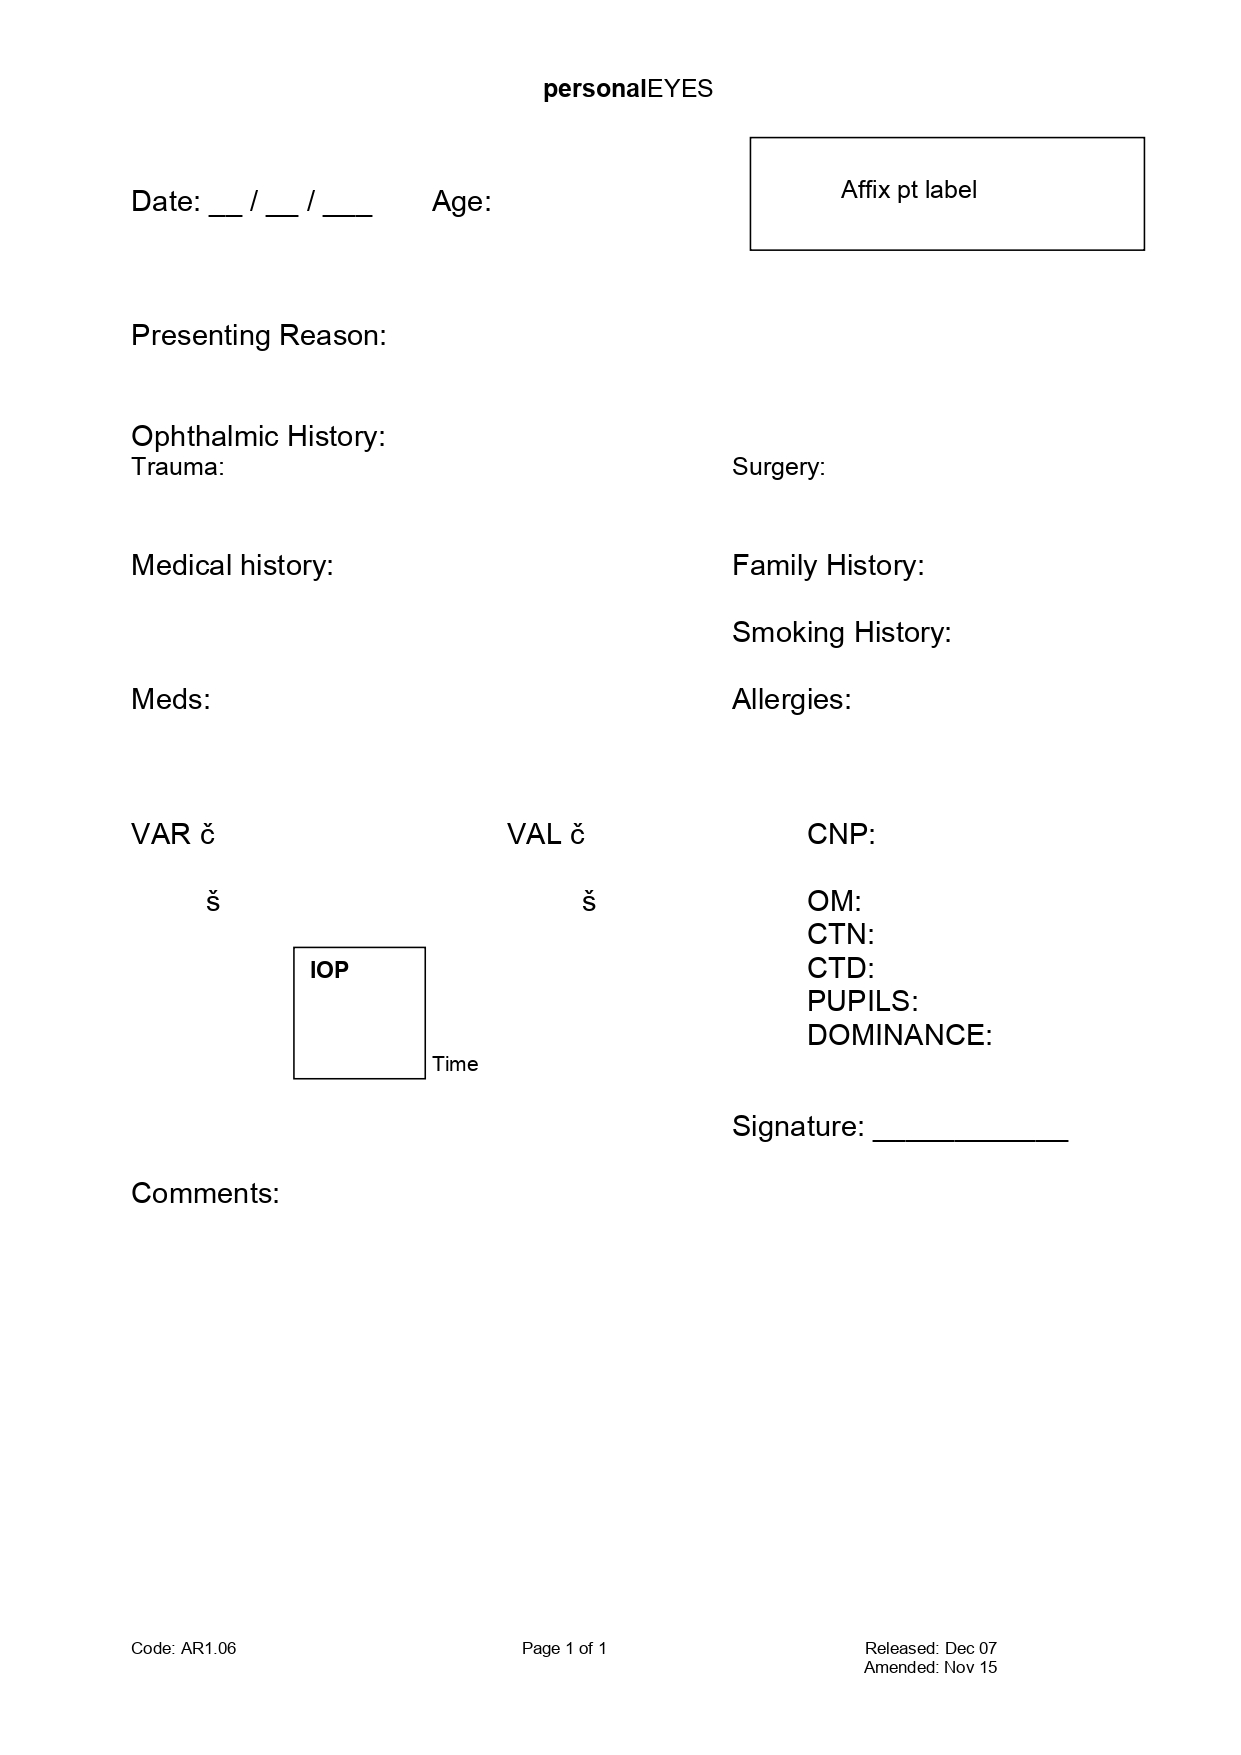 personalEYES
Affix pt label
Date: __ / __ / ___ Age:
Presenting Reason:
Ophthalmic History:
Trauma: Surgery:
Medical history: Family History:
Smoking History:
Meds: Allergies:
VAR č VAL č CNP:
š š OM:
CTN:
IOP CTD:
PUPILS:
DOMINANCE:
Time
Signature: ____________
Comments:
Code: AR1.06 Page 1 of 1 Released: Dec 07
Amended: Nov 15